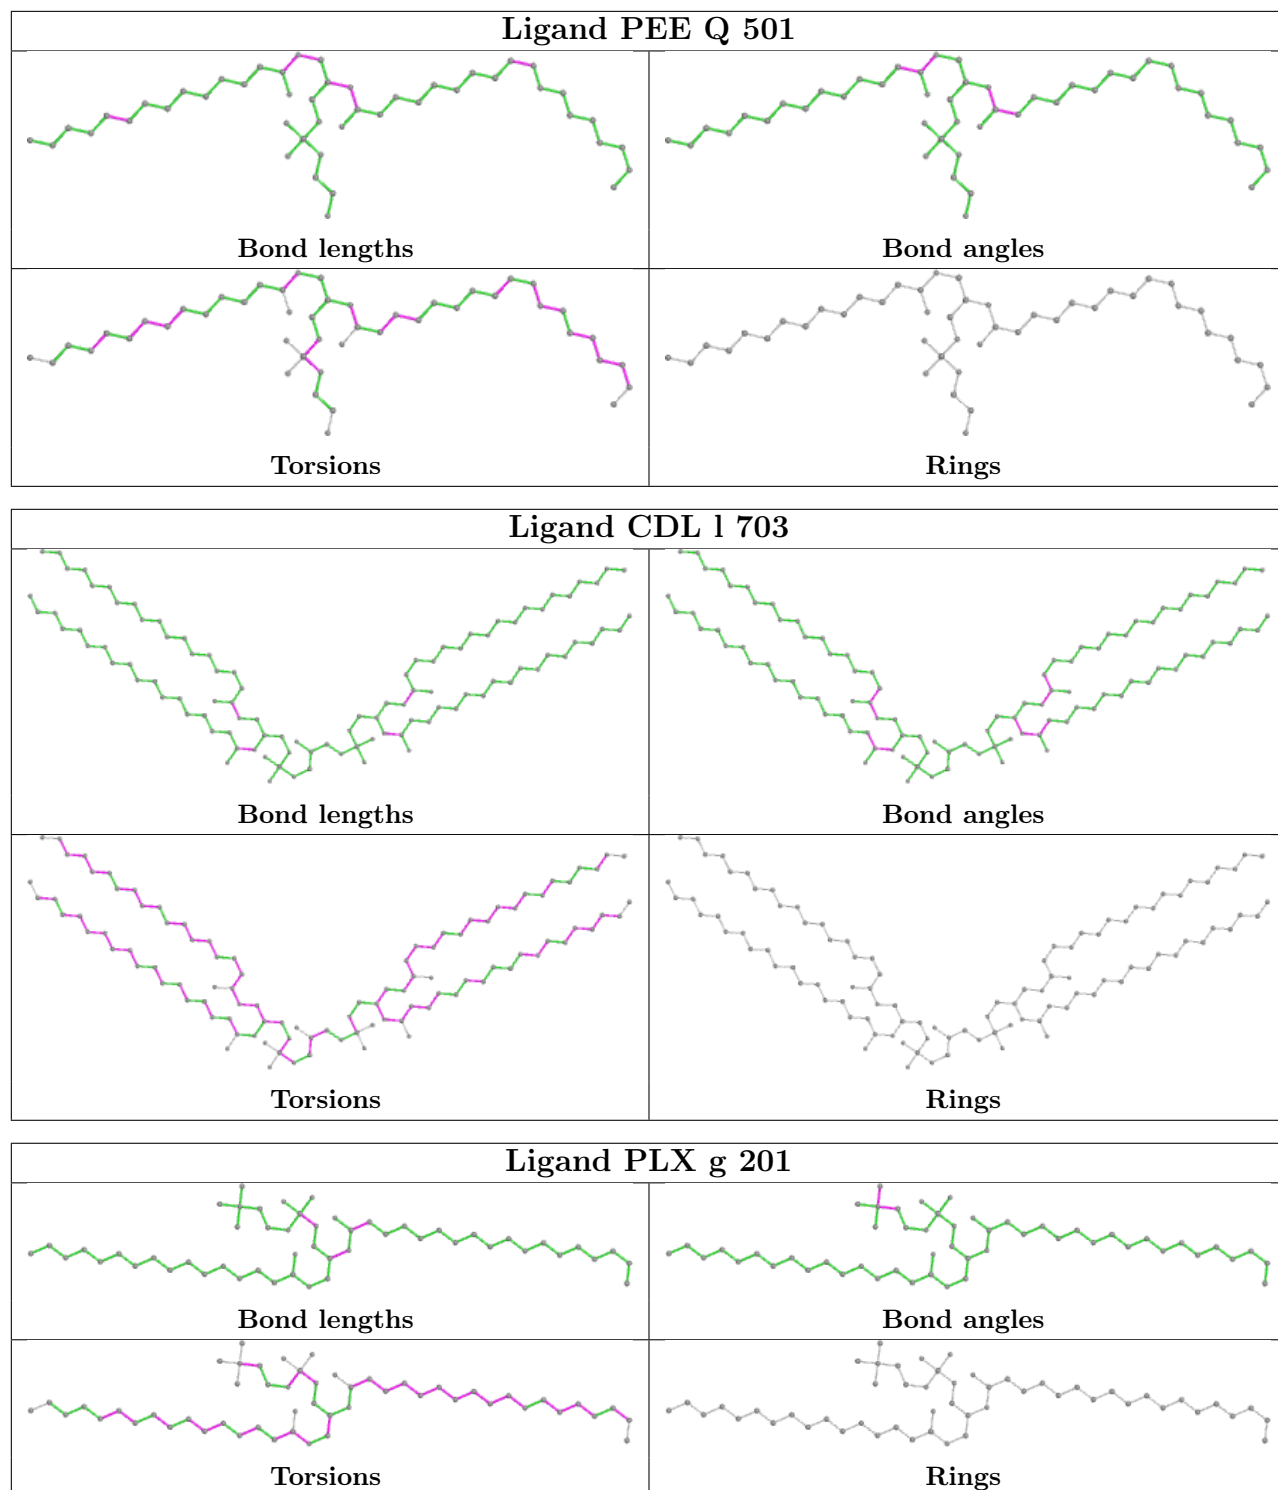 Ligand PEE Q 501
Bond lengths
Bond angles
Torsions
Rings
Ligand CDL l 703
Bond lengths
Bond angles
Torsions
Rings
Ligand PLX g 201
Bond lengths
Bond angles
Torsions
Rings